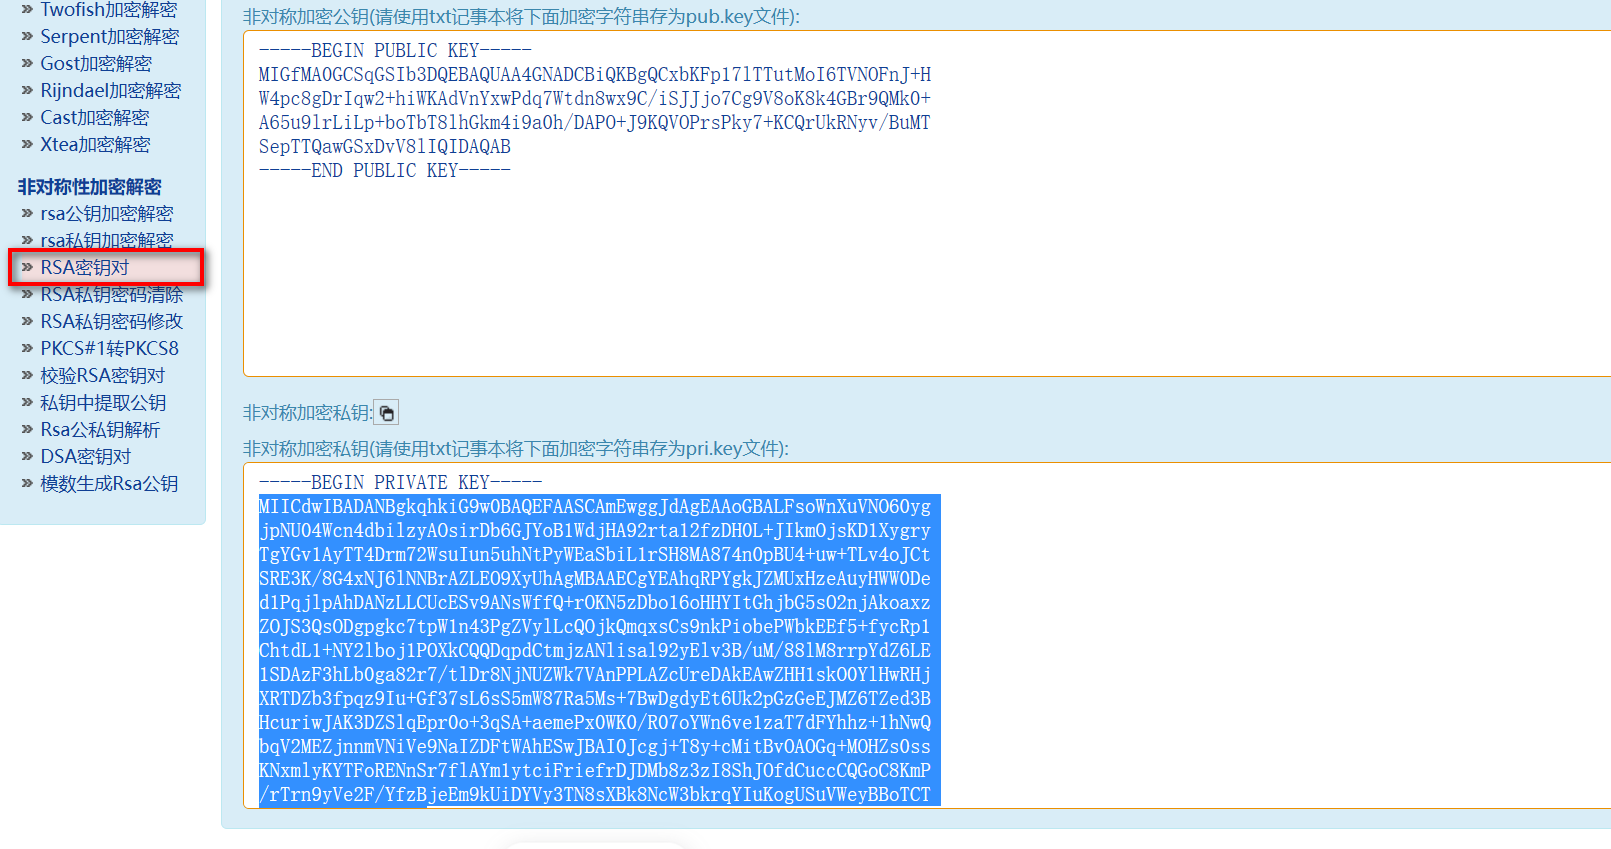 Twofish加密解密
Serpent加密解密
Gost加密解密
Rijndael加密解密
Cast加密解密
Xtea加密解密
非对称性加密解密
rsa公钥加密解密
rsa私钥加密解密
RSA密钥对
RSA私钥密码清除
RSA私钥密码修改
PKCS#1转PKCS8
校验RSA密钥对
私钥中提取公钥
Rsa公私钥解析
DSA密钥对
模数生成Rsa公钥
非对称加密公钥(请使用txt记事本将下面加密字符串存为pub.key文件):
-----BEGIN PUBLIC KEY-----
MIGfMA0GCSqGSIb3DQEBAQUAA4GNADCBiQKBgQCxbKFp17lTTutMoI6TVNOFnJ+H
W4pc8gDrIqw2+hiWKAdVnYxwPdq7Wtdn8wx9C/iSJJjo7Cg9V8oK8k4GBr9QMk0+
A65u9lrLiLp+boTbT8lhGkm4i9a0h/DAPO+J9KQVOPrsPky7+KCQrUkRNyv/BuMT
SepTTQawGSxDvV8lIQIDAQAB
-----END PUBLIC KEY-----
非对称加密私钥:
非对称加密私钥(请使用txt记事本将下面加密字符串存为pri.key文件):
-----BEGIN PRIVATE KEY-----
MIICdwIBADANBgkqhkiG9w0BAQEFAASCAmEwggJdAgEAAoGBALFsoWnXuVNO60yg
jpNU04Wcn4dbilzyAOsirDb6GJYoB1WdjHA92rta12fzDH0L+JIkmOjsKD1Xygry
TgYGv1AyTT4Drm72WsuIun5uhNtPyWEaSbiL1rSH8MA874n0pBU4+uw+TLv4oJCt
SRE3K/8G4xNJ6lNNBrAZLEO9XyUhAgMBAAECgYEAhqRPYgkJZMUxHzeAuyHWW0De
d1PqjlpAhDANzLLCUcESv9ANsWffQ+rOKN5zDbo16oHHYItGhjbG5sO2njAkoaxz
ZOJS3QsODgpgkc7tpW1n43PgZVylLcQOjkQmqxsCs9nkPiobePWbkEEf5+fycRp1
ChtdL1+NY2lboj1POXkCQQDqpdCtmjzANlisal92yElv3B/uM/88lM8rrpYdZ6LE
1SDAzF3hLb0ga82r7/tlDr8NjNUZWk7VAnPPLAZcUreDAkEAwZHH1skOOYlHwRHj
XRTDZb3fpqz9Iu+Gf37sL6sS5mW87Ra5Ms+7BwDgdyEt6Uk2pGzGeEJMZ6TZed3B
HcuriwJAK3DZSlqEpr0o+3qSA+aemePx0WKO/RO7oYWn6ve1zaT7dFYhhz+1hNwQ
bqV2MEZjnnmVNiVe9NaIZDFtWAhESwJBAI0Jcgj+T8y+cMitBvOAOGq+MOHZs0ss
KNxmlyKYTFoRENnSr7flAYm1ytciFriefrDJDMb8z3zI8ShJOfdCuccCQGoC8KmP
/rTrn9yVe2F/YfzBjeEm9kUiDYVy3TN8sXBk8NcW3bkrqYIuKogUSuVWeyBBoTCT